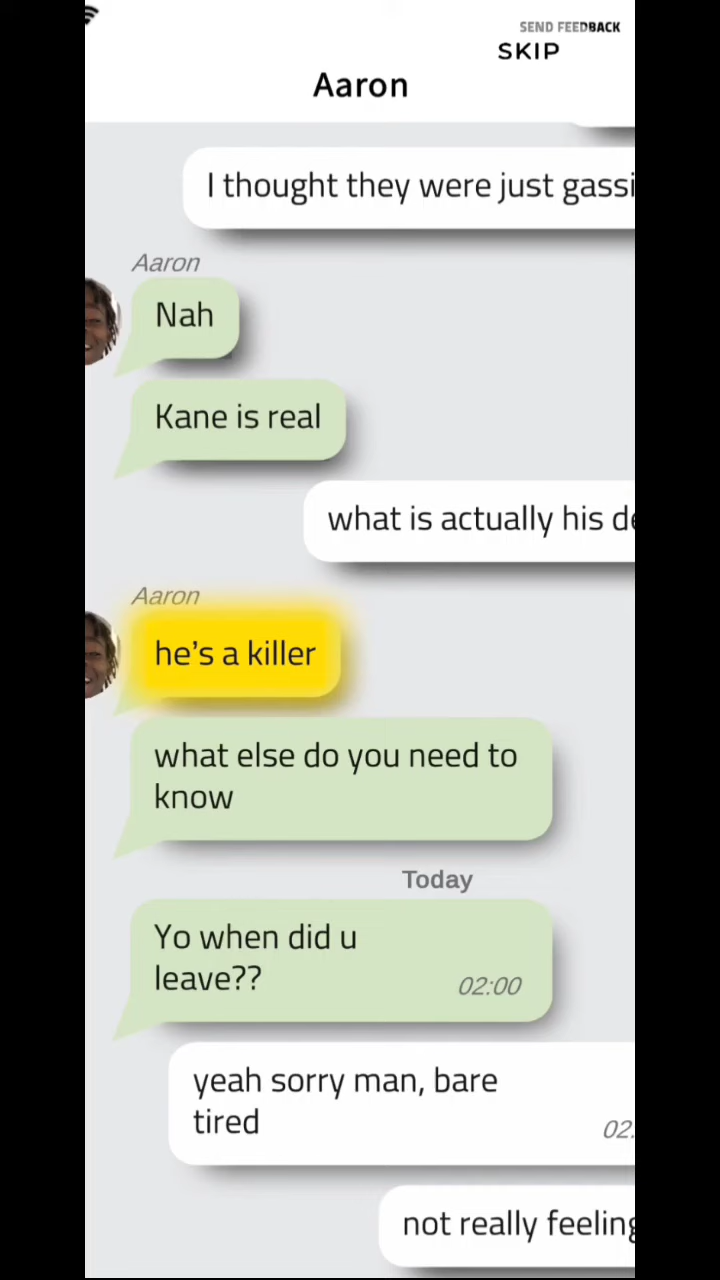 SEND FEEDBACK
SKIP
Aaron
I thought they were just gassi
Aaron
Nah
Kane is real
what is actually his de
Aaron
he's a killer
what else do you need to
know
Today
Yo when did u
leave??
02:00
yeah sorry man, bare
tired
02.
not really feeling